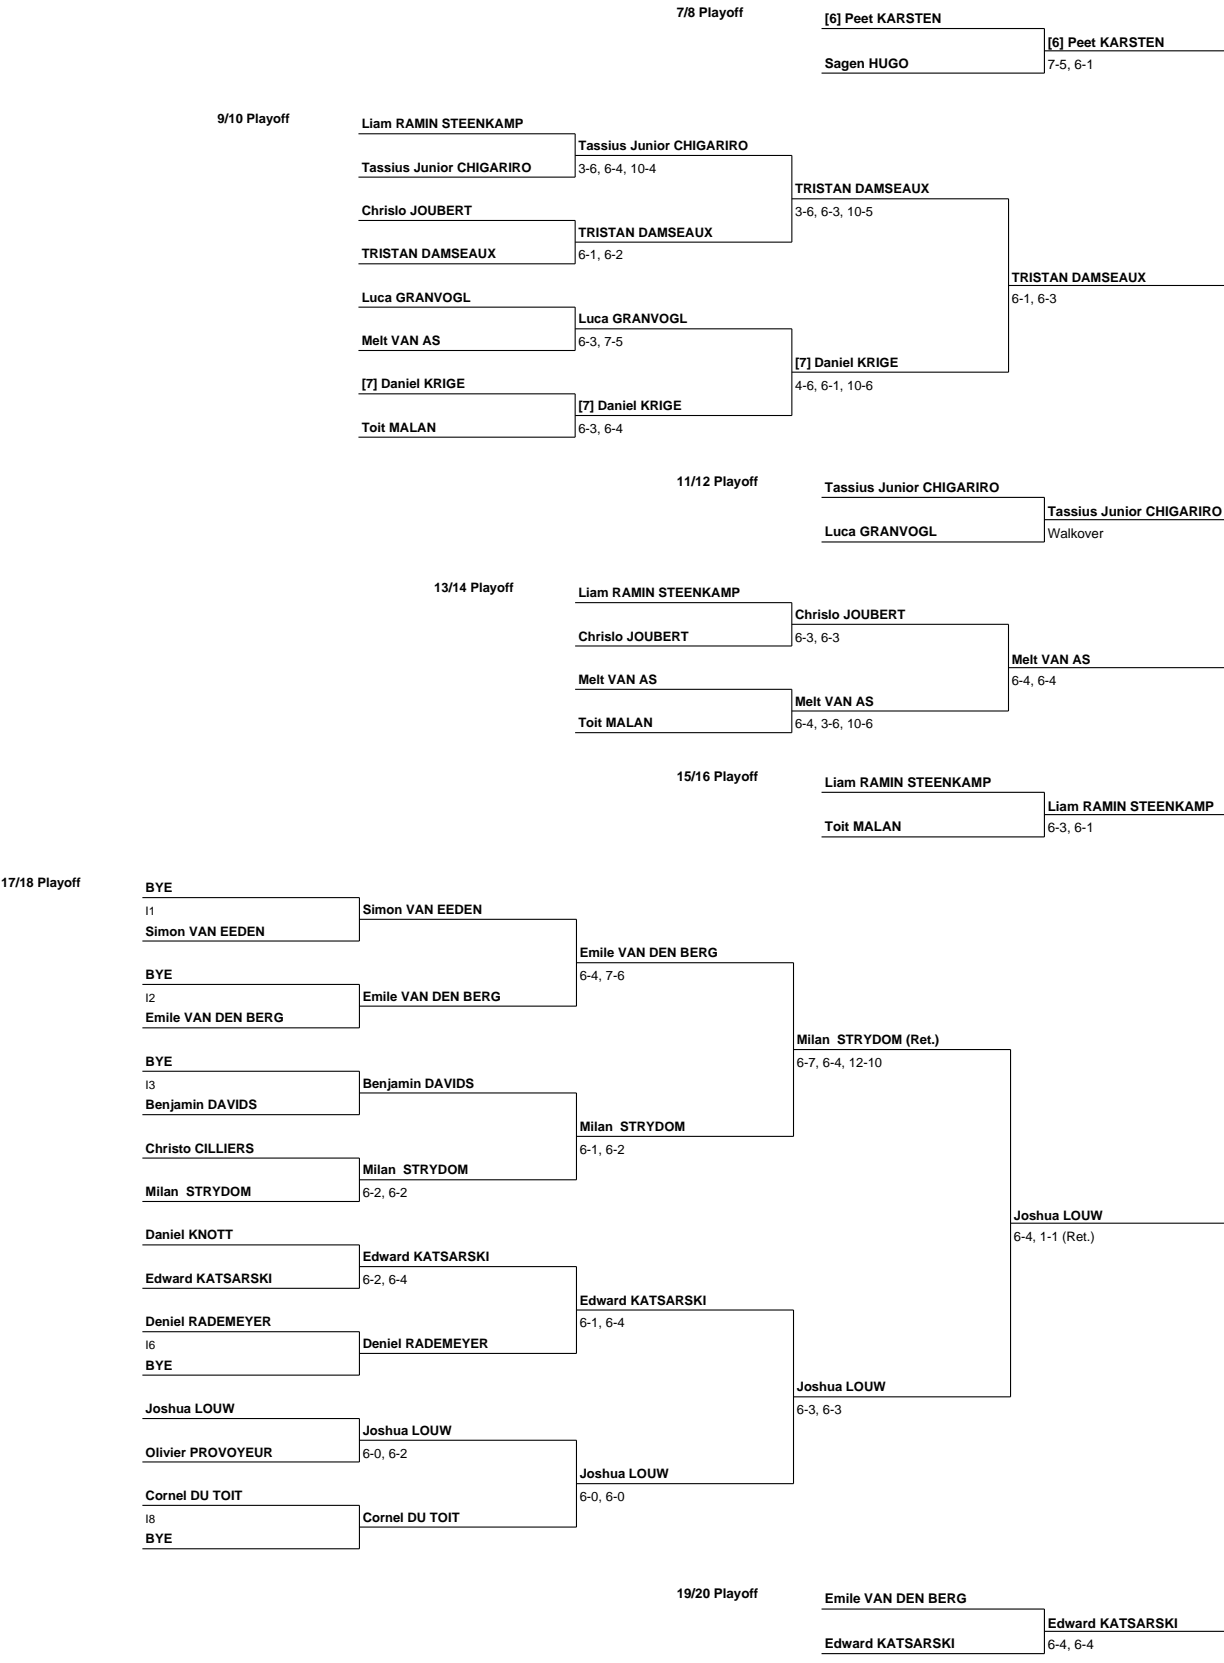 7/8 Playoff
[6] Peet KARSTEN
[6] Peet KARSTEN
Sagen HUGO
7-5, 6-1
9/10 Playoff
Liam RAMIN STEENKAMP
Tassius Junior CHIGARIRO
Tassius Junior CHIGARIRO
3-6, 6-4, 10-4
TRISTAN DAMSEAUX
Chrislo JOUBERT
3-6, 6-3, 10-5
TRISTAN DAMSEAUX
TRISTAN DAMSEAUX
6-1, 6-2
TRISTAN DAMSEAUX
Luca GRANVOGL
6-1, 6-3
Luca GRANVOGL
Melt VAN AS
6-3, 7-5
[7] Daniel KRIGE
[7] Daniel KRIGE
4-6, 6-1, 10-6
[7] Daniel KRIGE
Toit MALAN
6-3, 6-4
11/12 Playoff
Tassius Junior CHIGARIRO
Tassius Junior CHIGARIRO
Luca GRANVOGL
Walkover
13/14 Playoff
Liam RAMIN STEENKAMP
Chrislo JOUBERT
Chrislo JOUBERT
6-3, 6-3
Melt VAN AS
Melt VAN AS
6-4, 6-4
Melt VAN AS
Toit MALAN
6-4, 3-6, 10-6
15/16 Playoff
Liam RAMIN STEENKAMP
Liam RAMIN STEENKAMP
Toit MALAN
6-3, 6-1
17/18 Playoff
BYE
I1
Simon VAN EEDEN
Simon VAN EEDEN
Emile VAN DEN BERG
BYE
6-4, 7-6
I2
Emile VAN DEN BERG
Emile VAN DEN BERG
Milan  STRYDOM (Ret.)
BYE
6-7, 6-4, 12-10
I3
Benjamin DAVIDS
Benjamin DAVIDS
Milan  STRYDOM
Christo CILLIERS
6-1, 6-2
Milan  STRYDOM
Milan  STRYDOM
6-2, 6-2
Joshua LOUW
Daniel KNOTT
6-4, 1-1 (Ret.)
Edward KATSARSKI
Edward KATSARSKI
6-2, 6-4
Edward KATSARSKI
Deniel RADEMEYER
6-1, 6-4
I6
Deniel RADEMEYER
BYE
Joshua LOUW
Joshua LOUW
6-3, 6-3
Joshua LOUW
Olivier PROVOYEUR
6-0, 6-2
Joshua LOUW
Cornel DU TOIT
6-0, 6-0
I8
Cornel DU TOIT
BYE
19/20 Playoff
Emile VAN DEN BERG
Edward KATSARSKI
Edward KATSARSKI
6-4, 6-4